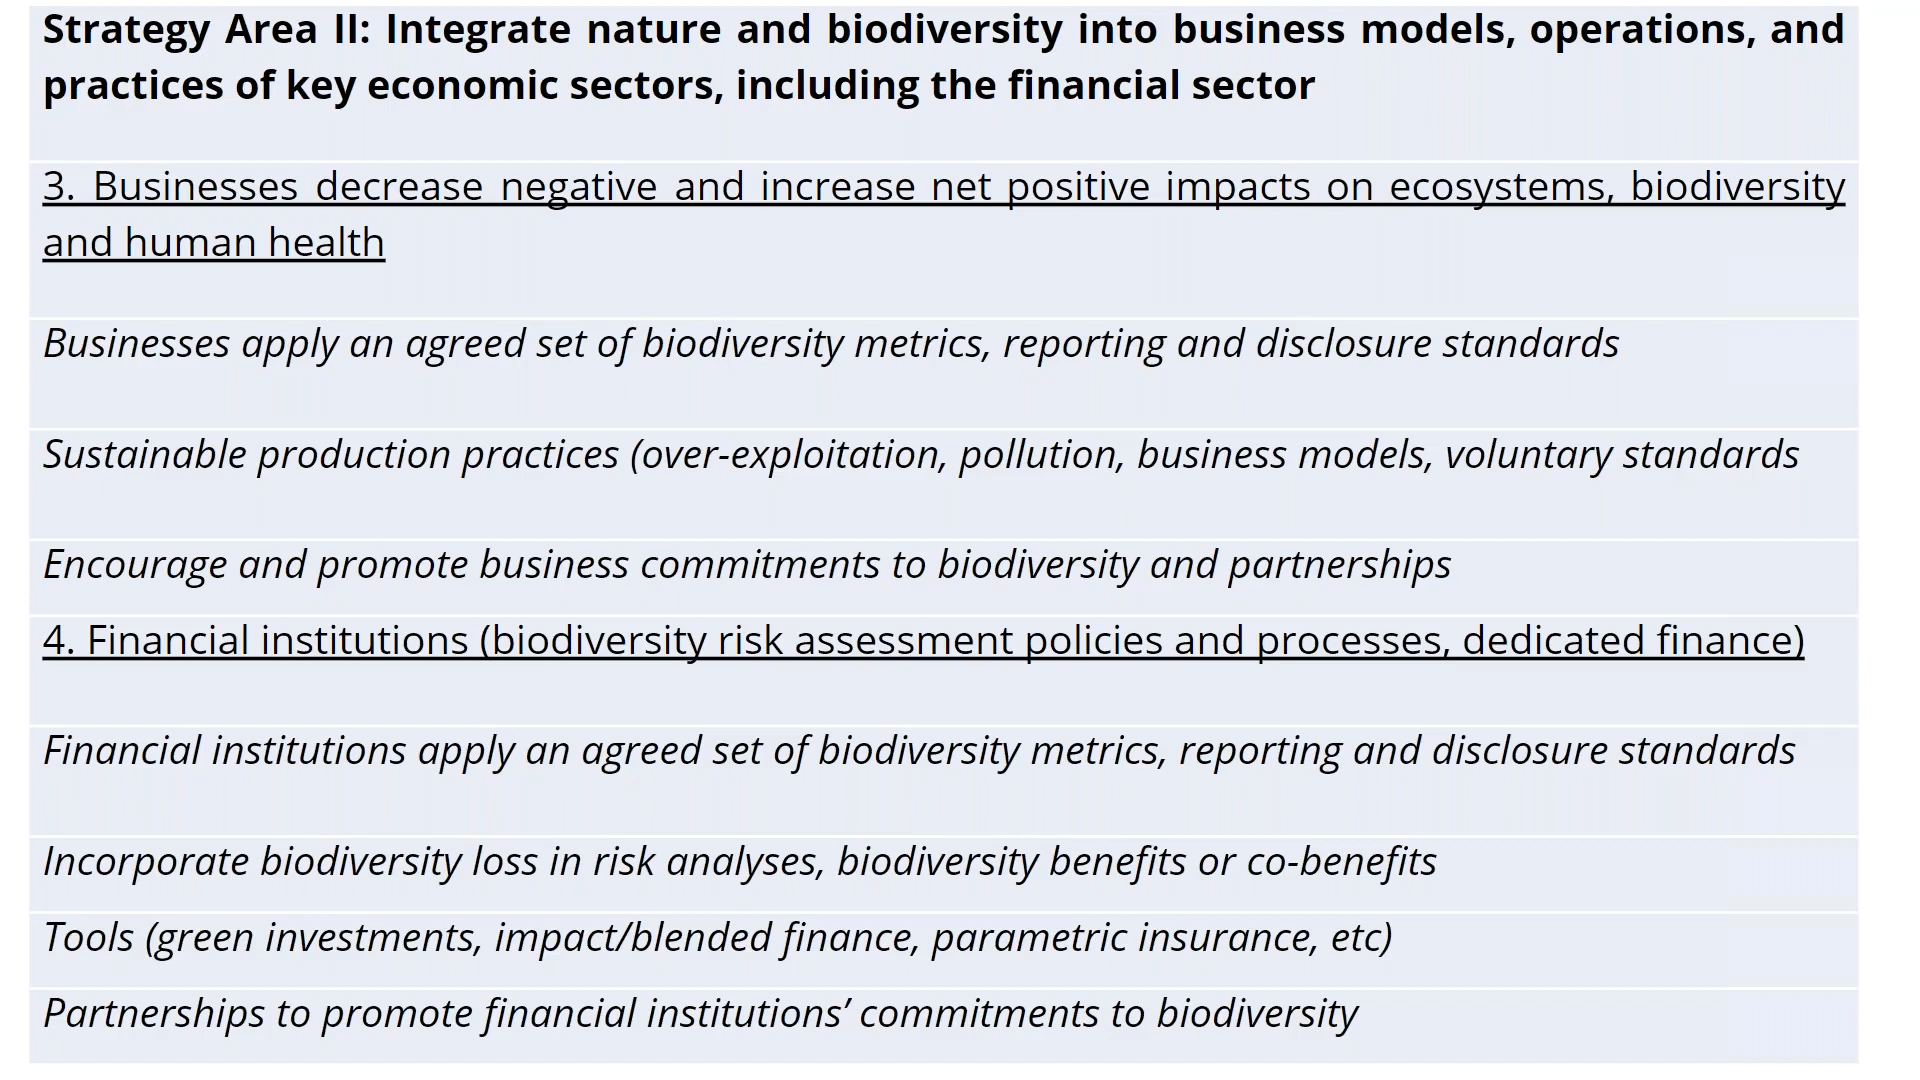 Strategy Area II: Integrate nature and biodiversity into business models, operations, and
practices of key economic sectors, including the financial sector
3. Businesses decrease negative and increase net positive impacts on ecosystems, biodiversity
and human health
Businesses apply an agreed set of biodiversity metrics, reporting and disclosure standards
Sustainable production practices (over-exploitation, pollution, business models, voluntary standards
Encourage and promote business commitments to biodiversity and partnerships
4. Financial institutions (biodiversity risk assessment policies and processes, dedicated finance)
Financial institutions apply an agreed set of biodiversity metrics, reporting and disclosure standards
Incorporate biodiversity loss in risk analyses, biodiversity benefits or co-benefits
Tools (green investments, impact/blended finance, parametric insurance, etc)
Partnerships to promote financial institutions’ commitments to biodiversity